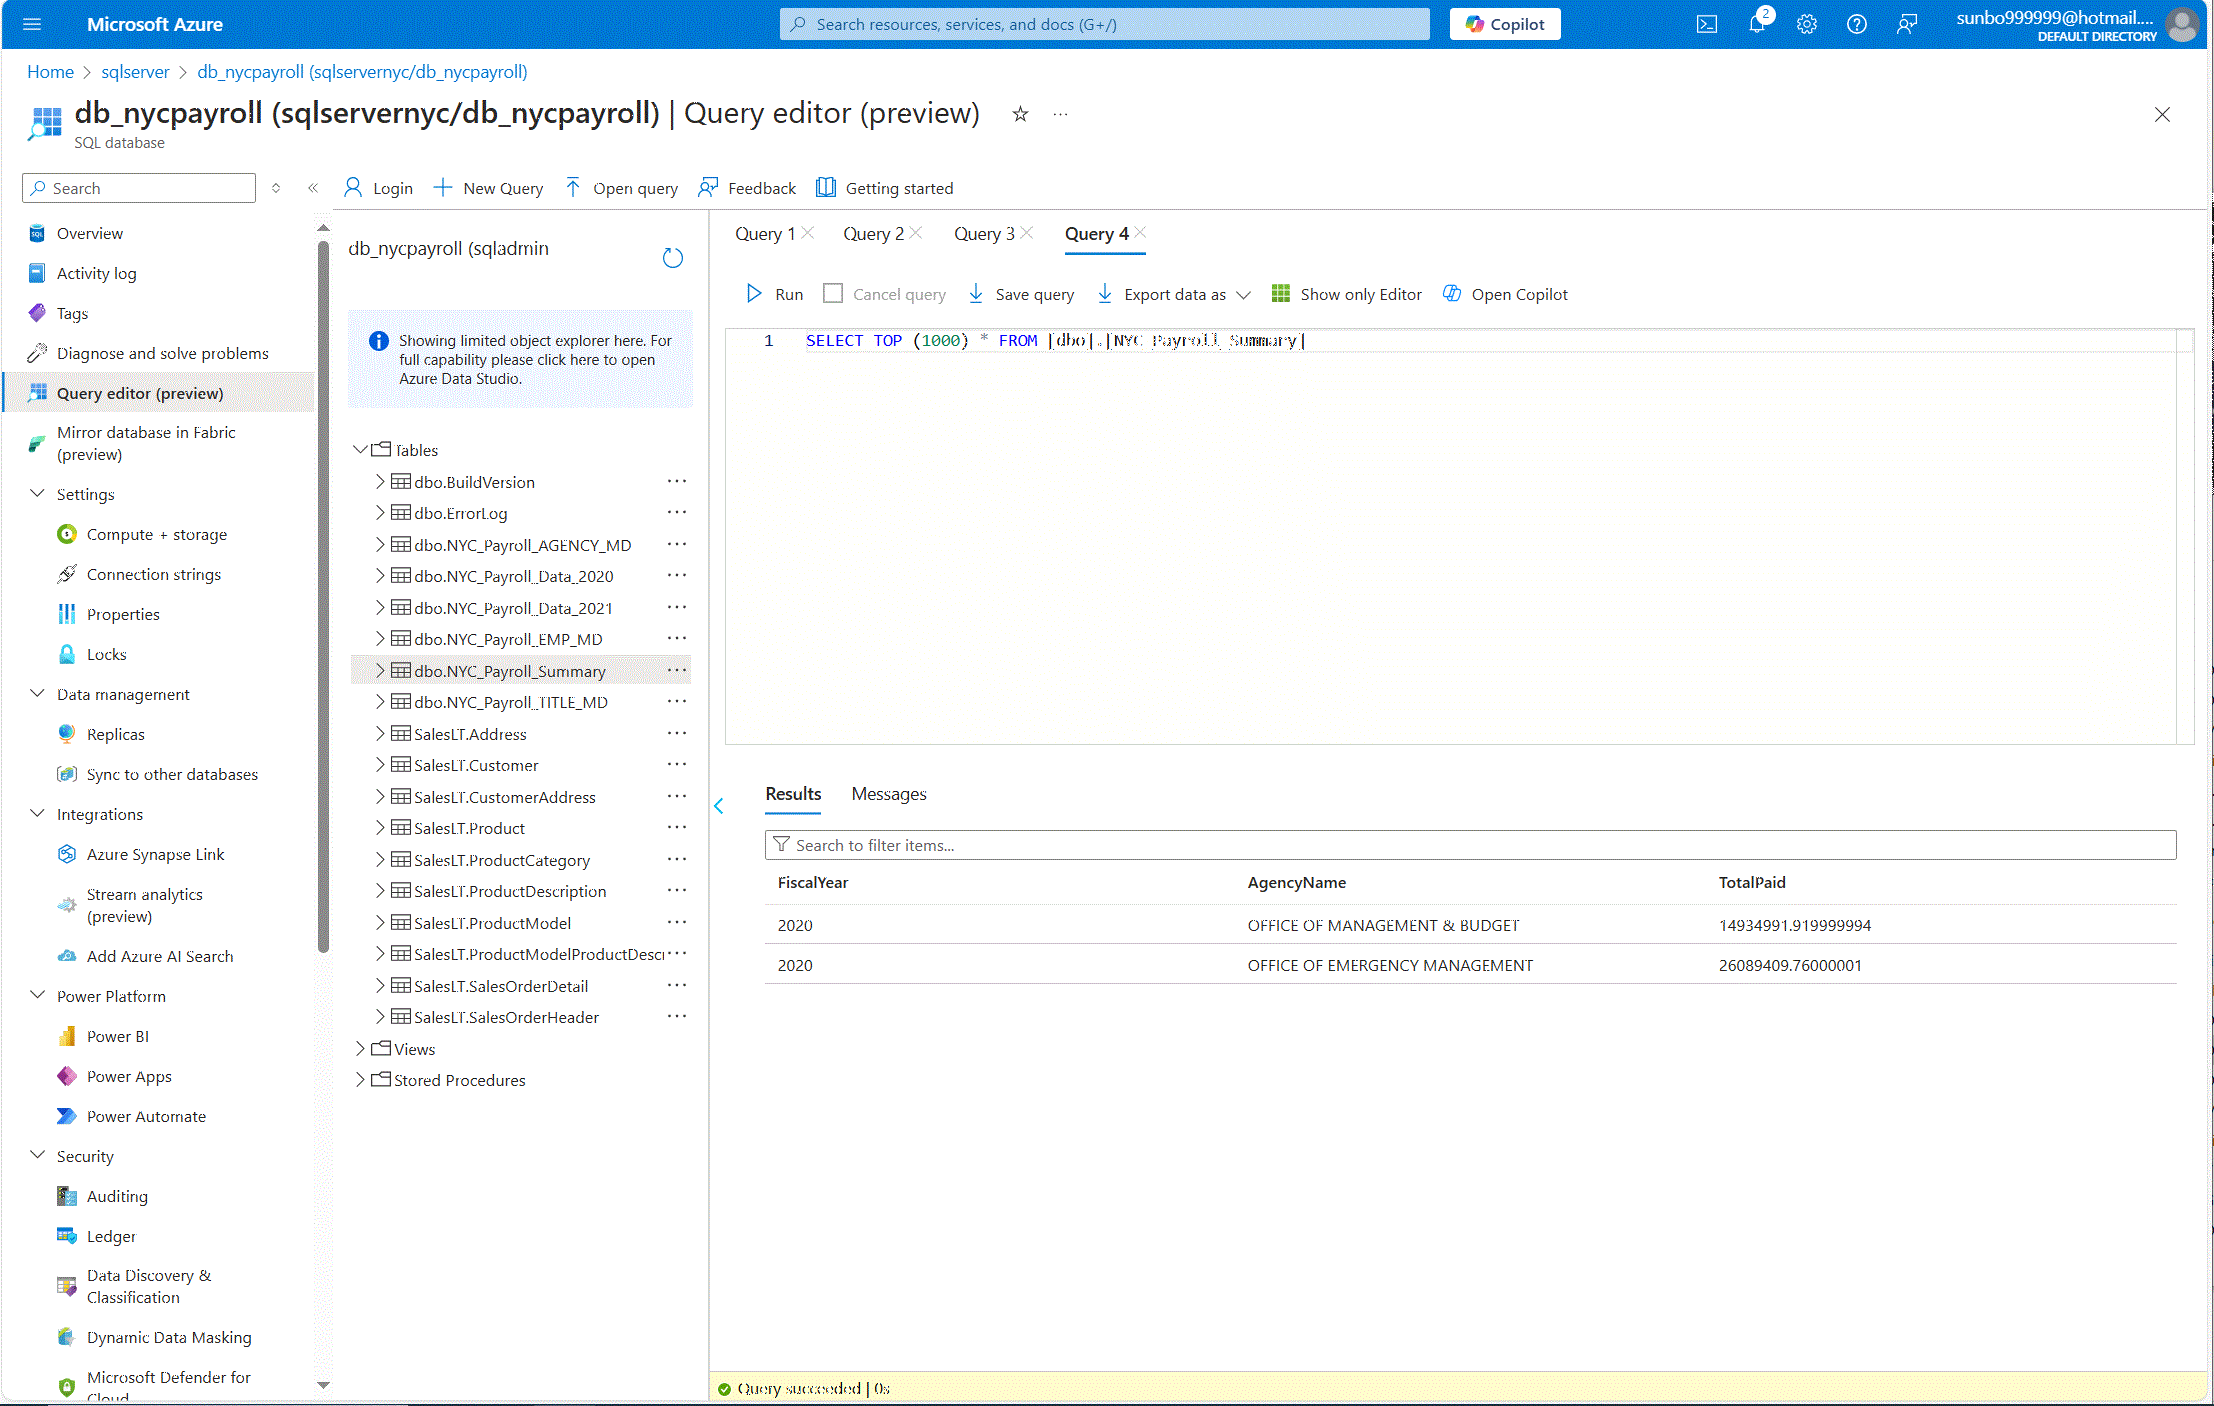 Microsoft Azure
Search resources, services, and docs (G+/)
Copilot
2
sunbo999999@hotmail....
DEFAULT DIRECTORY
Home > sqlserver > db_nycpayroll (sqlservernyc/db_nycpayroll)
db_nycpayroll (sqlservernyc/db_nycpayroll) | Query editor (preview)
SQL database
Search
Login
New Query
Open query
Feedback
Getting started
Overview
Activity log
Tags
Diagnose and solve problems
Query editor (preview)
Mirror database in Fabric
(preview)
Settings
Compute + storage
Connection strings
Properties
Locks
Data management
Replicas
Sync to other databases
Integrations
Azure Synapse Link
Stream analytics
(preview)
Add Azure AI Search
Power Platform
Power BI
Power Apps
Power Automate
Security
Auditing
Ledger
Data Discovery &
Classification
Dynamic Data Masking
Microsoft Defender for
Cloud
db_nycpayroll (sqladmin
Showing limited object explorer here. For
full capability please click here to open
Azure Data Studio.
Tables
dbo.BuildVersion
dbo.ErrorLog
dbo.NYC_Payroll_AGENCY_MD
dbo.NYC_Payroll_Data_2020
dbo.NYC_Payroll_Data_2021
dbo.NYC_Payroll_EMP_MD
dbo.NYC_Payroll_Summary
dbo.NYC_Payroll_TITLE_MD
SalesLT.Address
SalesLT.Customer
SalesLT.CustomerAddress
SalesLT.Product
SalesLT.ProductCategory
SalesLT.ProductDescription
SalesLT.ProductModel
SalesLT.ProductModelProductDescr
SalesLT.SalesOrderDetail
SalesLT.SalesOrderHeader
Views
Stored Procedures
Query 1
Query 2
Query 3
Query 4
Run
Cancel query
Save query
Export data as
Show only Editor
Open Copilot
1 SELECT TOP (1000) * FROM [dbo].[NYC_Payroll_Summary]
Results
Messages
Search to filter items...
FiscalYear AgencyName TotalPaid
2020 OFFICE OF MANAGEMENT & BUDGET 14934991.919999994
2020 OFFICE OF EMERGENCY MANAGEMENT 26089409.76000001
Query succeeded | 0s